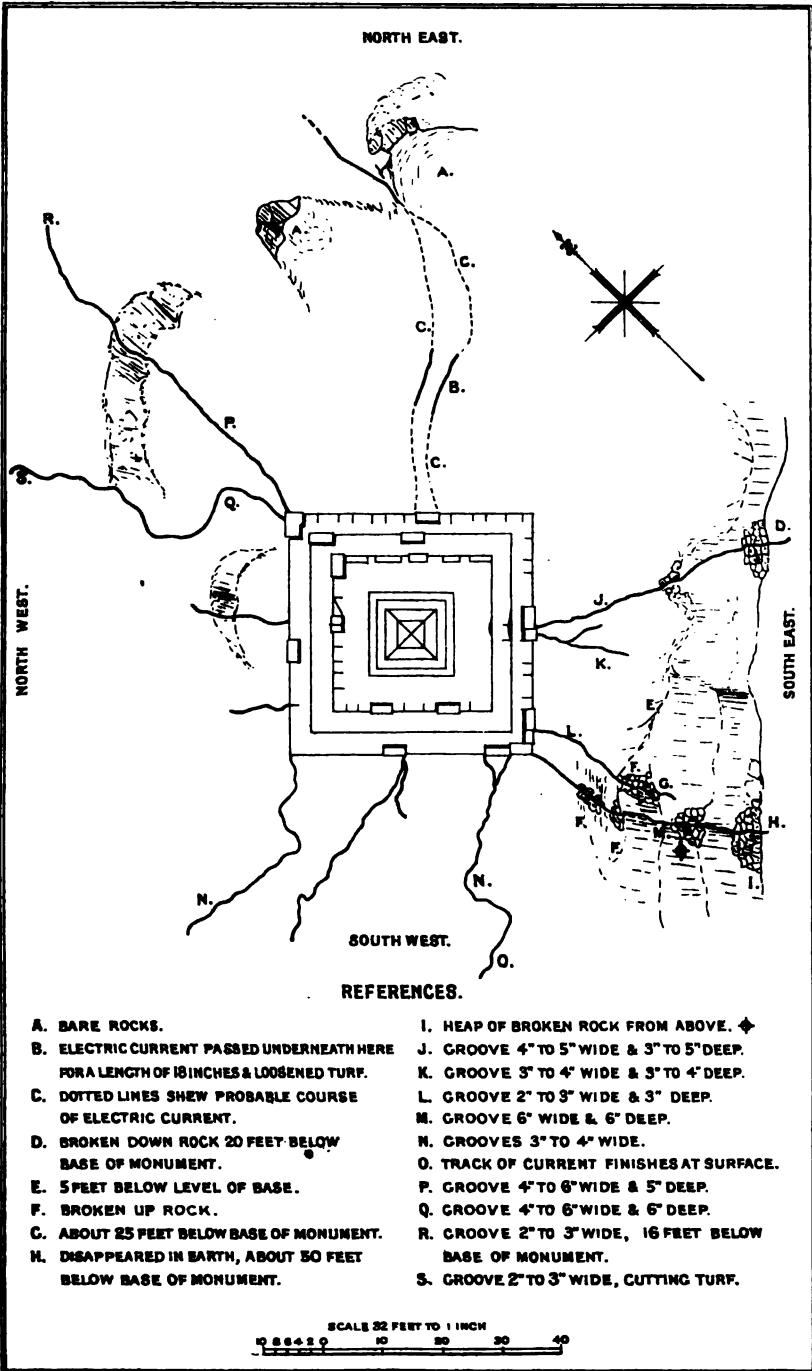 NORTH EAST.
A.
R.
A.
C.
N
C.
B.
P.
C.
S.
Q.
D.
J.
NORTH WEST.
SOUTH EAST.
K.
E.
L.
F.
G.
F.
M.
H.
F.
I.
N.
N.
SOUTH WEST.
O.
REFERENCES.
A. BARE ROCKS.
B. ELECTRIC CURRENT PASSED UNDERNEATH HERE
FOR A LENGTH OF 18 INCHES & LOOSENED TURF.
C. DOTTED LINES SHEW PROBABLE COURSE
OF ELECTRIC CURRENT.
D. BROKEN DOWN ROCK 20 FEET BELOW
BASE OF MONUMENT.
E. 5 FEET BELOW LEVEL OF BASE.
F. BROKEN UP ROCK.
G. ABOUT 25 FEET BELOW BASE OF MONUMENT.
H. DISAPPEARED IN EARTH, ABOUT 30 FEET
BELOW BASE OF MONUMENT.
I. HEAP OF BROKEN ROCK FROM ABOVE.
J. GROOVE 4" TO 5" WIDE & 3" TO 5" DEEP.
K. GROOVE 3" TO 4" WIDE & 3" TO 4" DEEP.
L. GROOVE 2" TO 3" WIDE & 3" DEEP.
M. GROOVE 6" WIDE & 6" DEEP.
N. GROOVES 3" TO 4" WIDE.
O. TRACK OF CURRENT FINISHES AT SURFACE.
P. GROOVE 4" TO 6" WIDE & 5" DEEP.
Q. GROOVE 4" TO 6" WIDE & 6" DEEP.
R. GROOVE 2" TO 3" WIDE, 16 FEET BELOW
BASE OF MONUMENT.
S. GROOVE 2" TO 3" WIDE, CUTTING TURF.
SCALE 32 FEET TO 1 INCH
10 8 6 4 2 0 10 20 30 40